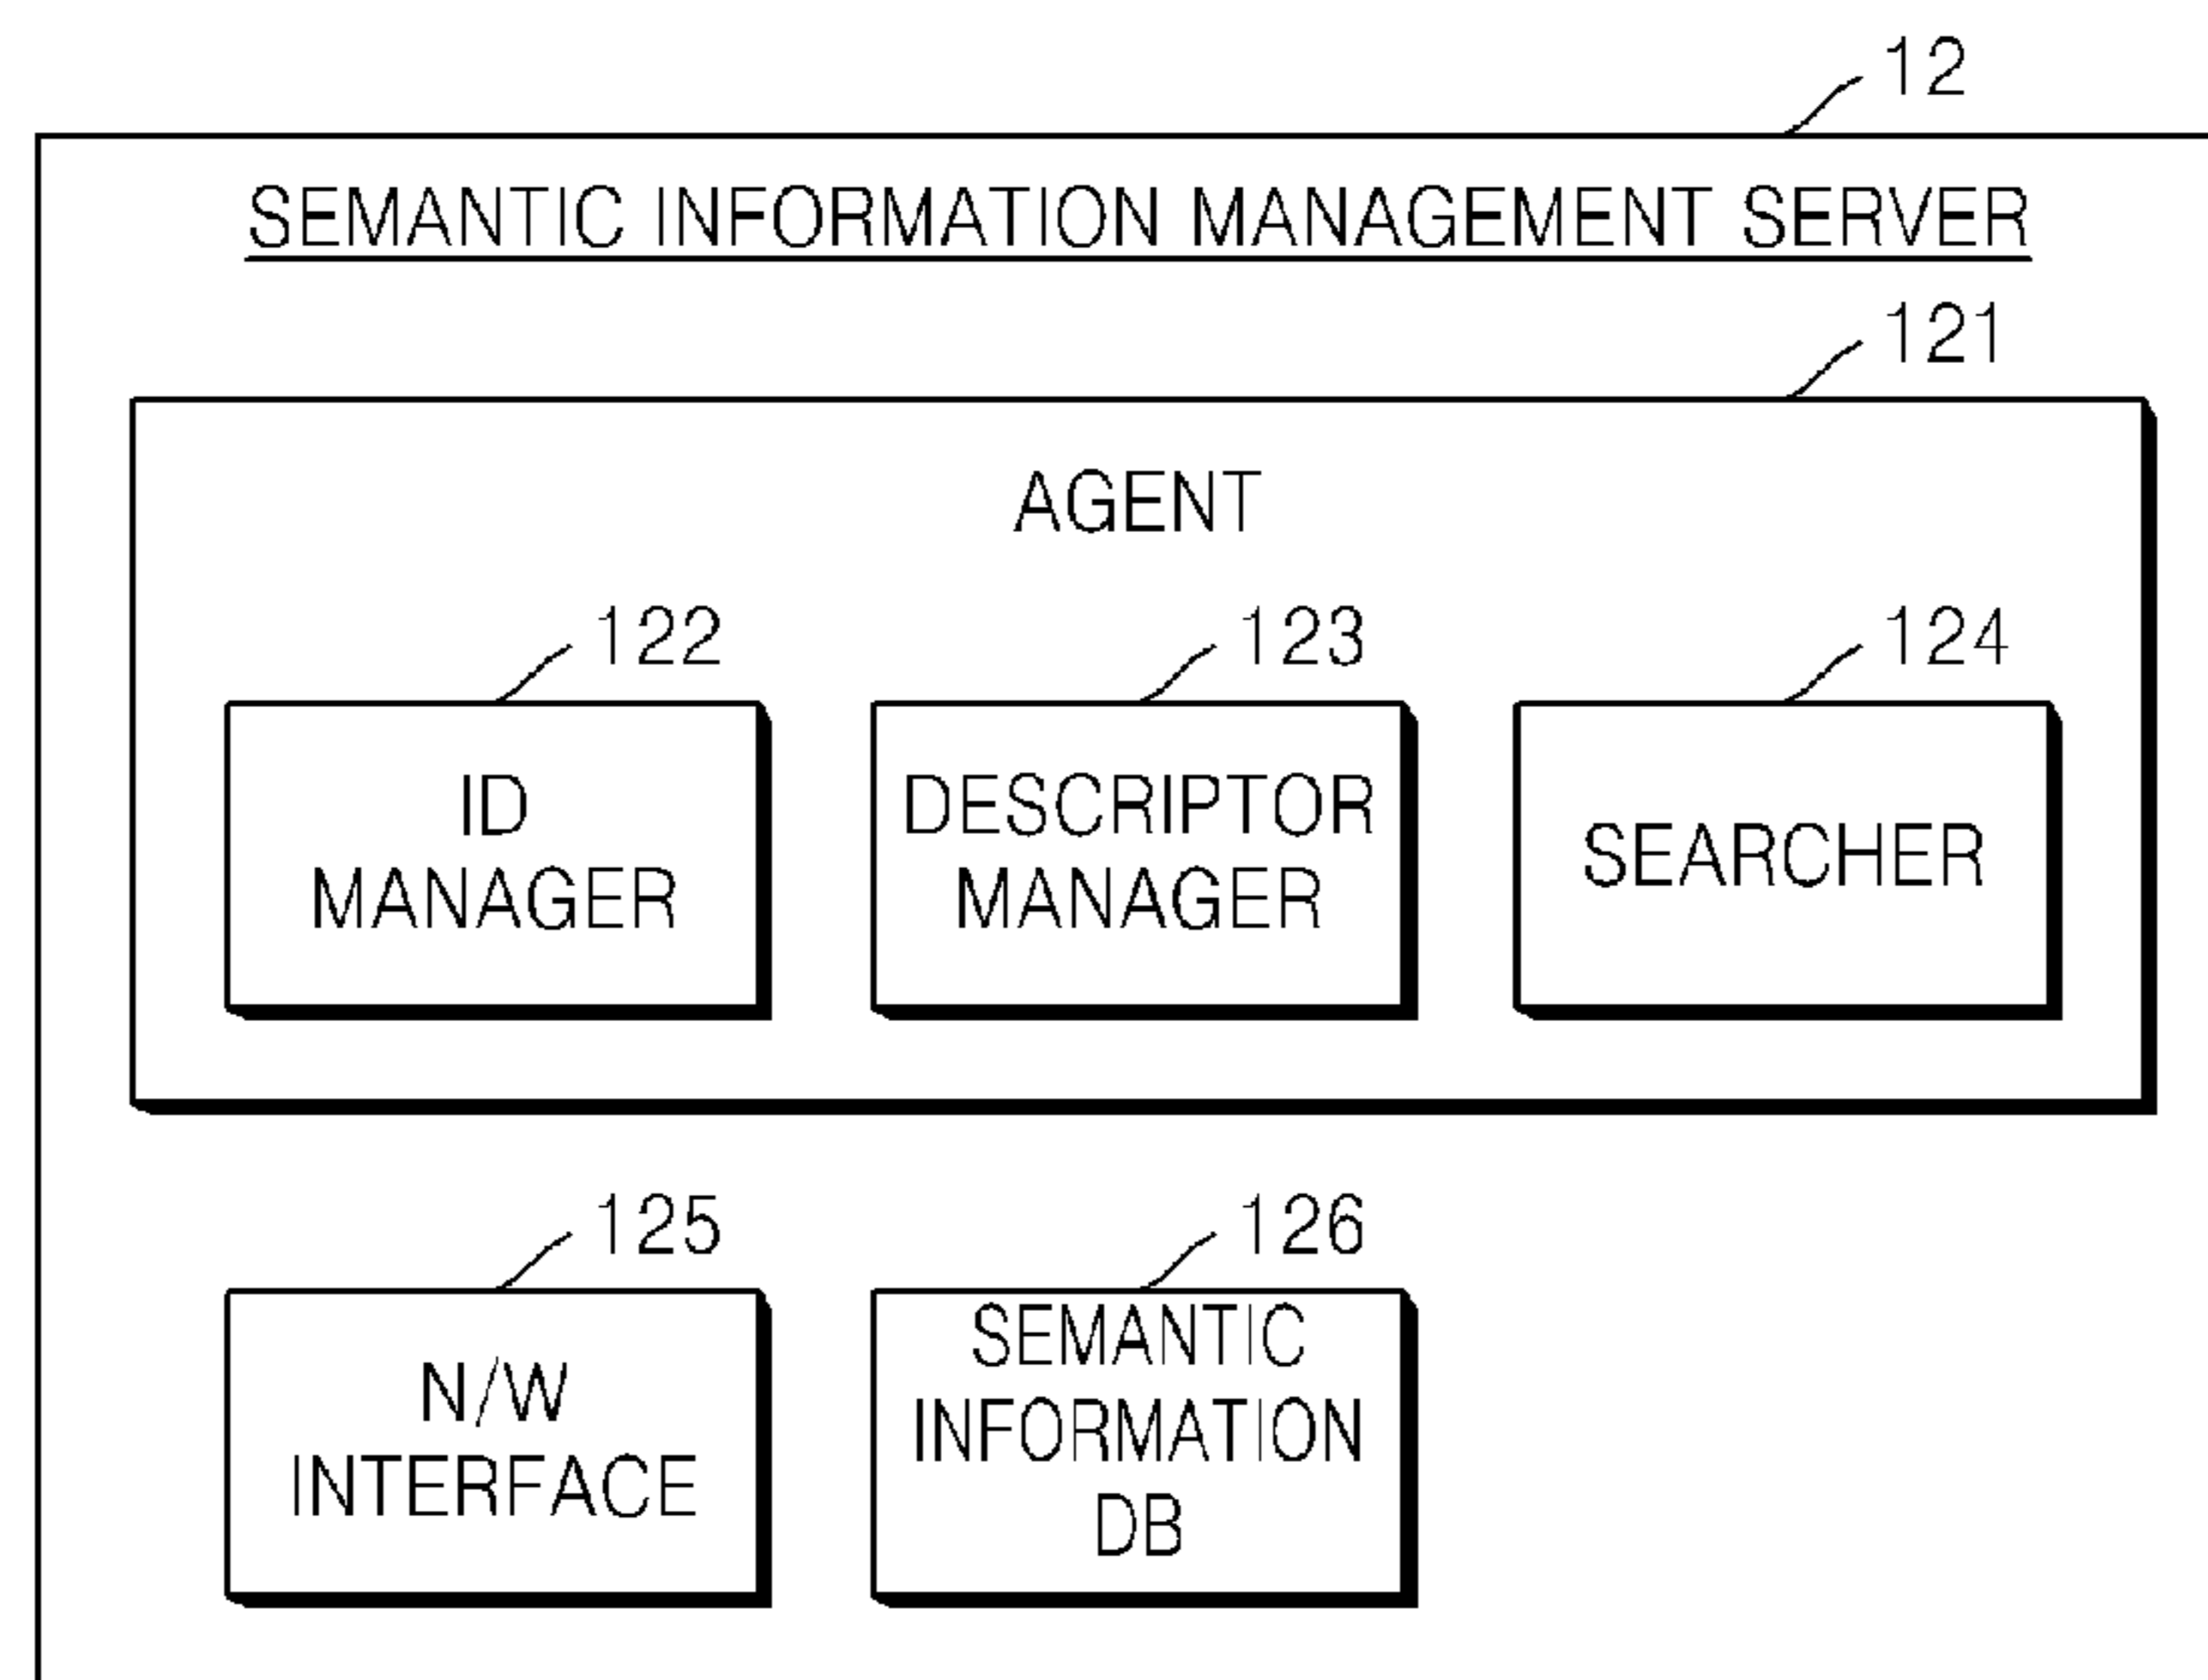 12
SEMANTIC INFORMATION MANAGEMENT SERVER
121
AGENT
122
123
124
ID
MANAGER
DESCRIPTOR
MANAGER
SEARCHER
125
126
N/W
INTERFACE
SEMANTIC
INFORMATION
DB